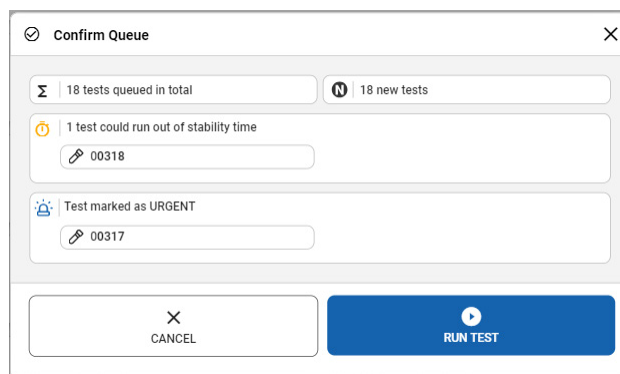 Confirm Queue
Σ 18 tests queued in total
N 18 new tests
1 test could run out of stability time
00318
Test marked as URGENT
00317
CANCEL
RUN TEST